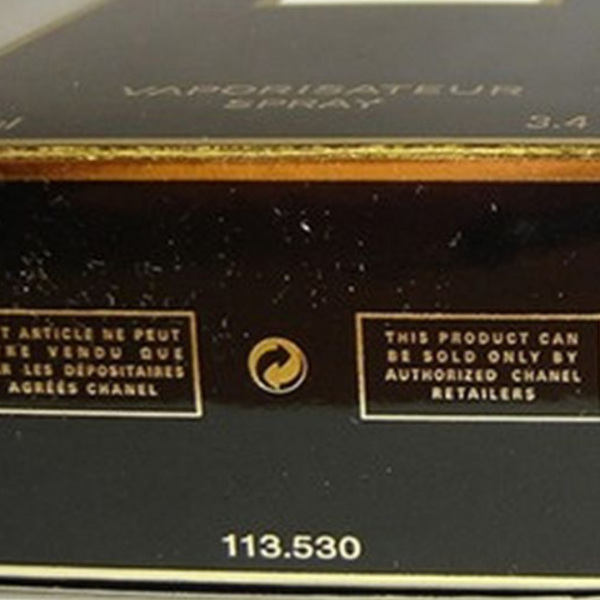 VAPORISATEUR
SPRAY
3.4
T ARTICLE NE PEUT
RE VENDU QUE
R LES DÉPOSITAIRES
AGRÉÉS CHANEL
THIS PRODUCT CAN
BE SOLD ONLY BY
AUTHORIZED CHANEL
RETAILERS
113.530